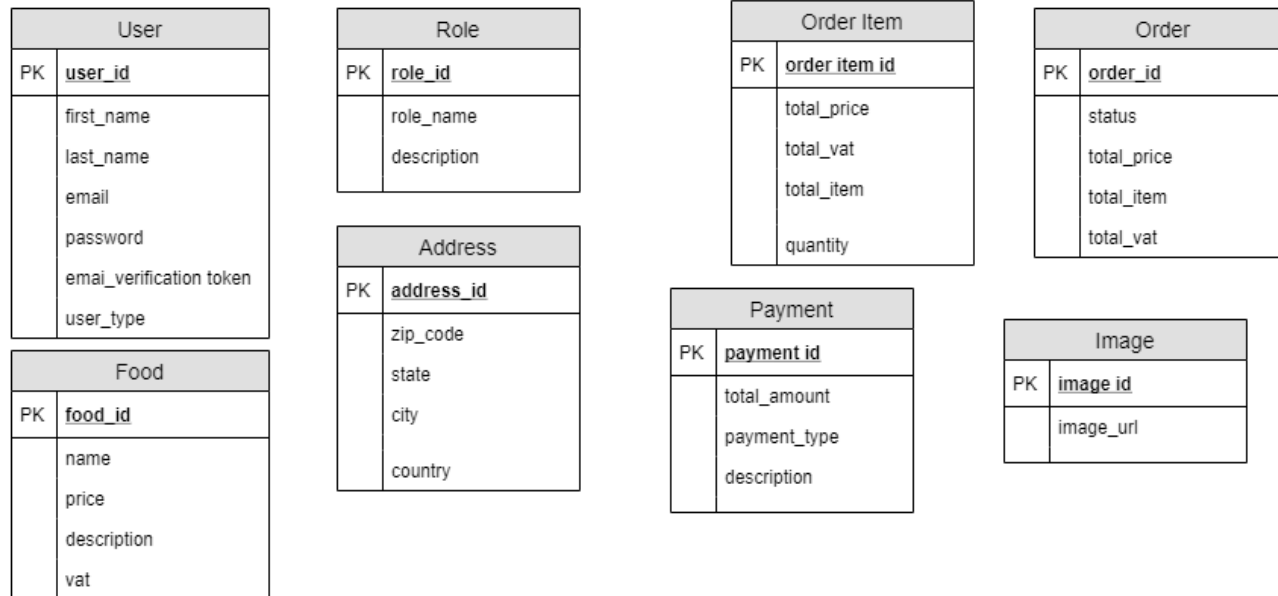 User
PK user_id
first_name
last_name
email
password
emai_verification token
user_type
Food
PK food_id
name
price
description
vat
Role
PK role_id
role_name
description
Address
PK address_id
zip_code
state
city
country
Order Item
PK order item id
total_price
total_vat
total_item
quantity
Payment
PK payment id
total_amount
payment_type
description
Order
PK order_id
status
total_price
total_item
total_vat
Image
PK image id
image_url